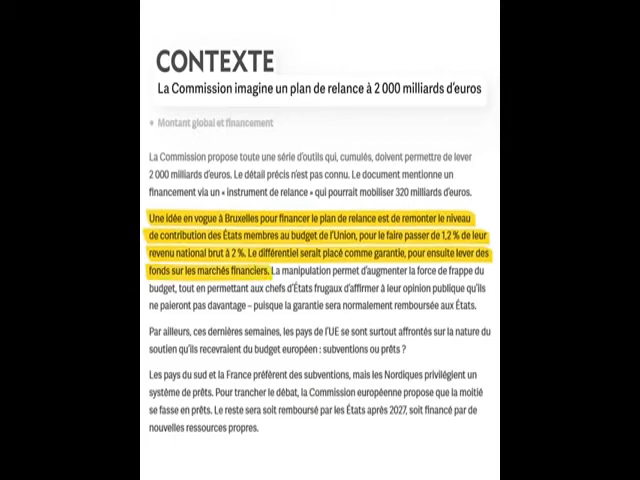 CONTEXTE
La Commission imagine un plan de relance à 2 000 milliards d'euros
• Montant global et financement
La Commission propose toute une série d'outils qui, cumulés, doivent permettre de lever
2 000 milliards d'euros. Le détail précis n'est pas connu. Le document mentionne un
financement via un « instrument de relance » qui pourrait mobiliser 320 milliards d'euros.
Une idée en vogue à Bruxelles pour financer le plan de relance est de remonter le niveau
de contribution des États membres au budget de l'Union, pour le faire passer de 1,2 % de leur
revenu national brut à 2 %. Le différentiel serait placé comme garantie, pour ensuite lever des
fonds sur les marchés financiers. La manipulation permet d'augmenter la force de frappe du
budget, tout en permettant aux chefs d'États frugaux d'affirmer à leur opinion publique qu'ils
ne paieront pas davantage – puisque la garantie sera normalement remboursée aux États.
Par ailleurs, ces dernières semaines, les pays de l'UE se sont surtout affrontés sur la nature du
soutien qu'ils recevraient du budget européen : subventions ou prêts ?
Les pays du sud et la France préfèrent des subventions, mais les Nordiques privilégient un
système de prêts. Pour trancher le débat, la Commission européenne propose que la moitié
se fasse en prêts. Le reste sera soit remboursé par les États après 2027, soit financé par de
nouvelles ressources propres.